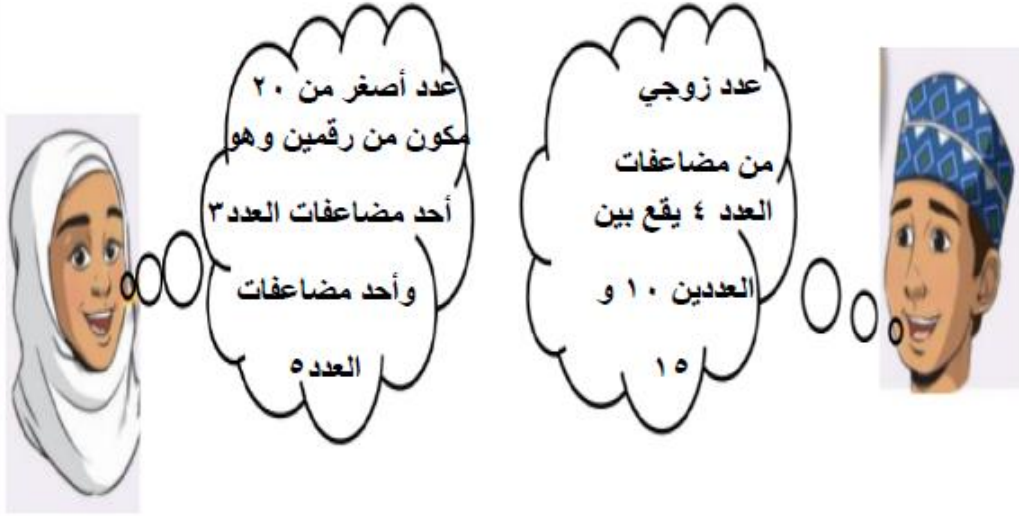 عدد زوجي
من مضاعفات
العدد ٤ يقع بين
العددين ١٠ و
١٥
عدد أصغر من ٢٠
مكون من رقمين وهو
أحد مضاعفات العدد٣
وأحد مضاعفات
العدد٥